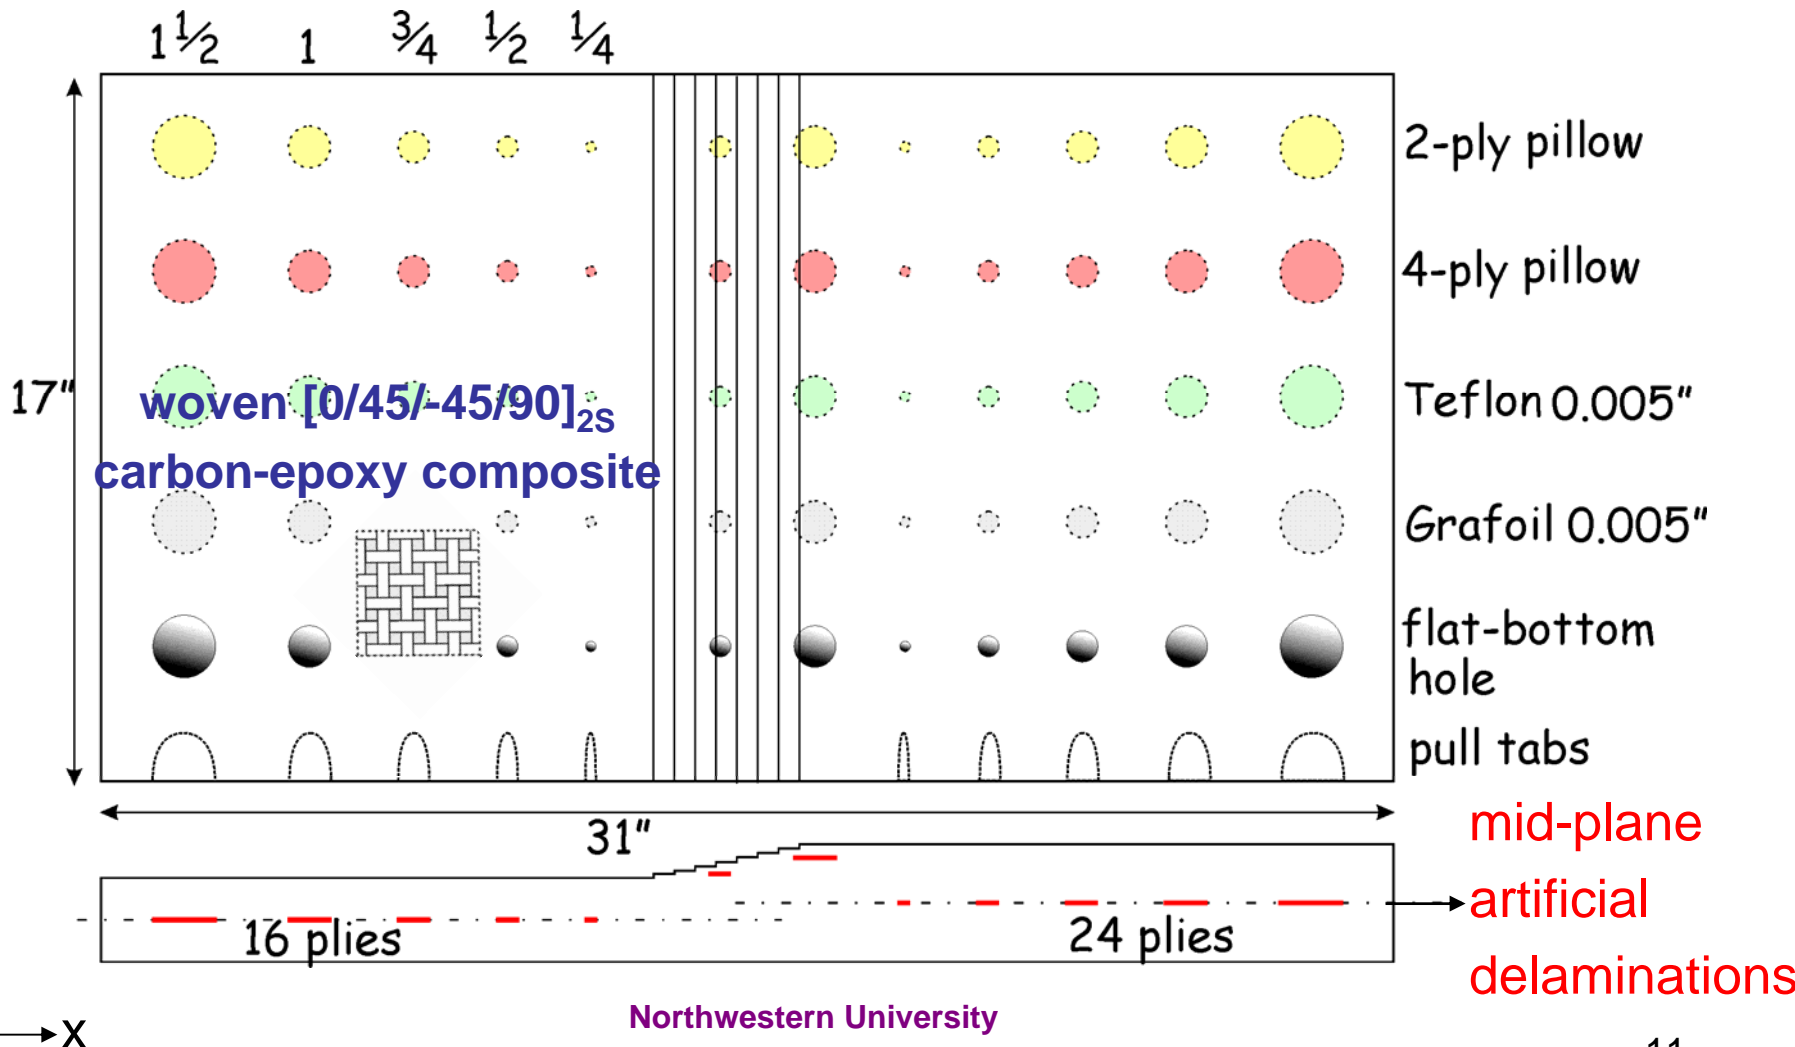 1 1/2 1 3/4 1/2 1/4
2-ply pillow
4-ply pillow
17"
woven [0/45/-45/90]2S
Teflon 0.005"
carbon-epoxy composite
Grafoil 0.005"
flat-bottom
hole
pull tabs
31"
mid-plane
artificial
delaminations
16 plies
24 plies
Northwestern University
x
11